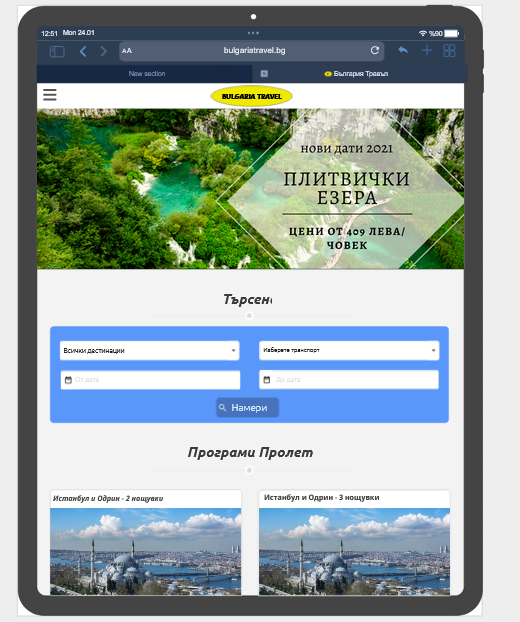 12:51 Mon 24.01
%90
AA bulgariatravel.bg
New section
България Травъл
BULGARIA TRAVEL
НОВИ ДАТИ 2021
ПЛИТВИЧКИ
ЕЗЕРА
ЦЕНИ ОТ 409 ЛЕВА/
ЧОВЕК
Търсене
Всички дестинации
Изберете транспорт
От дата
До дата
Намери
Програми Пролет
Истанбул и Одрин - 2 нощувки
Истанбул и Одрин - 3 нощувки